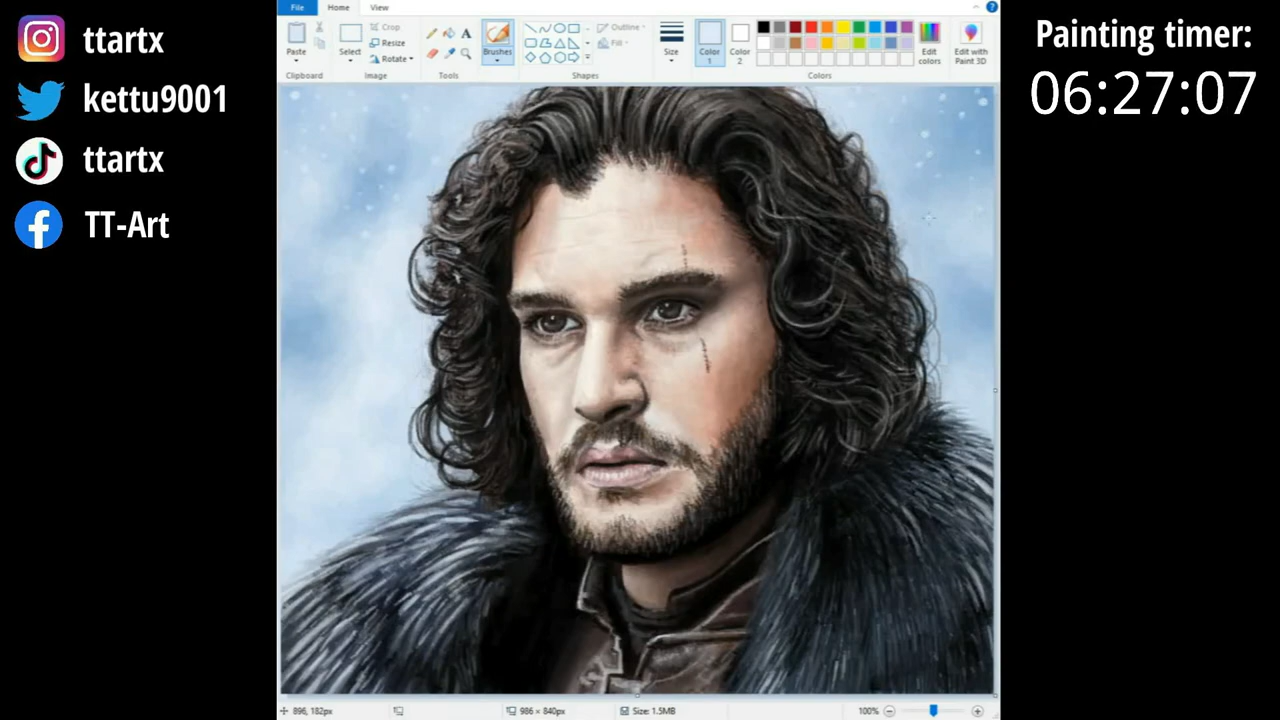 ttartx
kettu9001
ttartx
TT-Art
File
Home
View
Paste
Clipboard
Select
Crop
Resize
Rotate
Image
A
Tools
Brushes
Outline
Fill
Shapes
Size
Color
1
Color
2
Edit
colors
Edit with
Paint 3D
Colors
Painting timer:
06:27:07
896, 182px
986 × 840px
Size: 1.5MB
100%